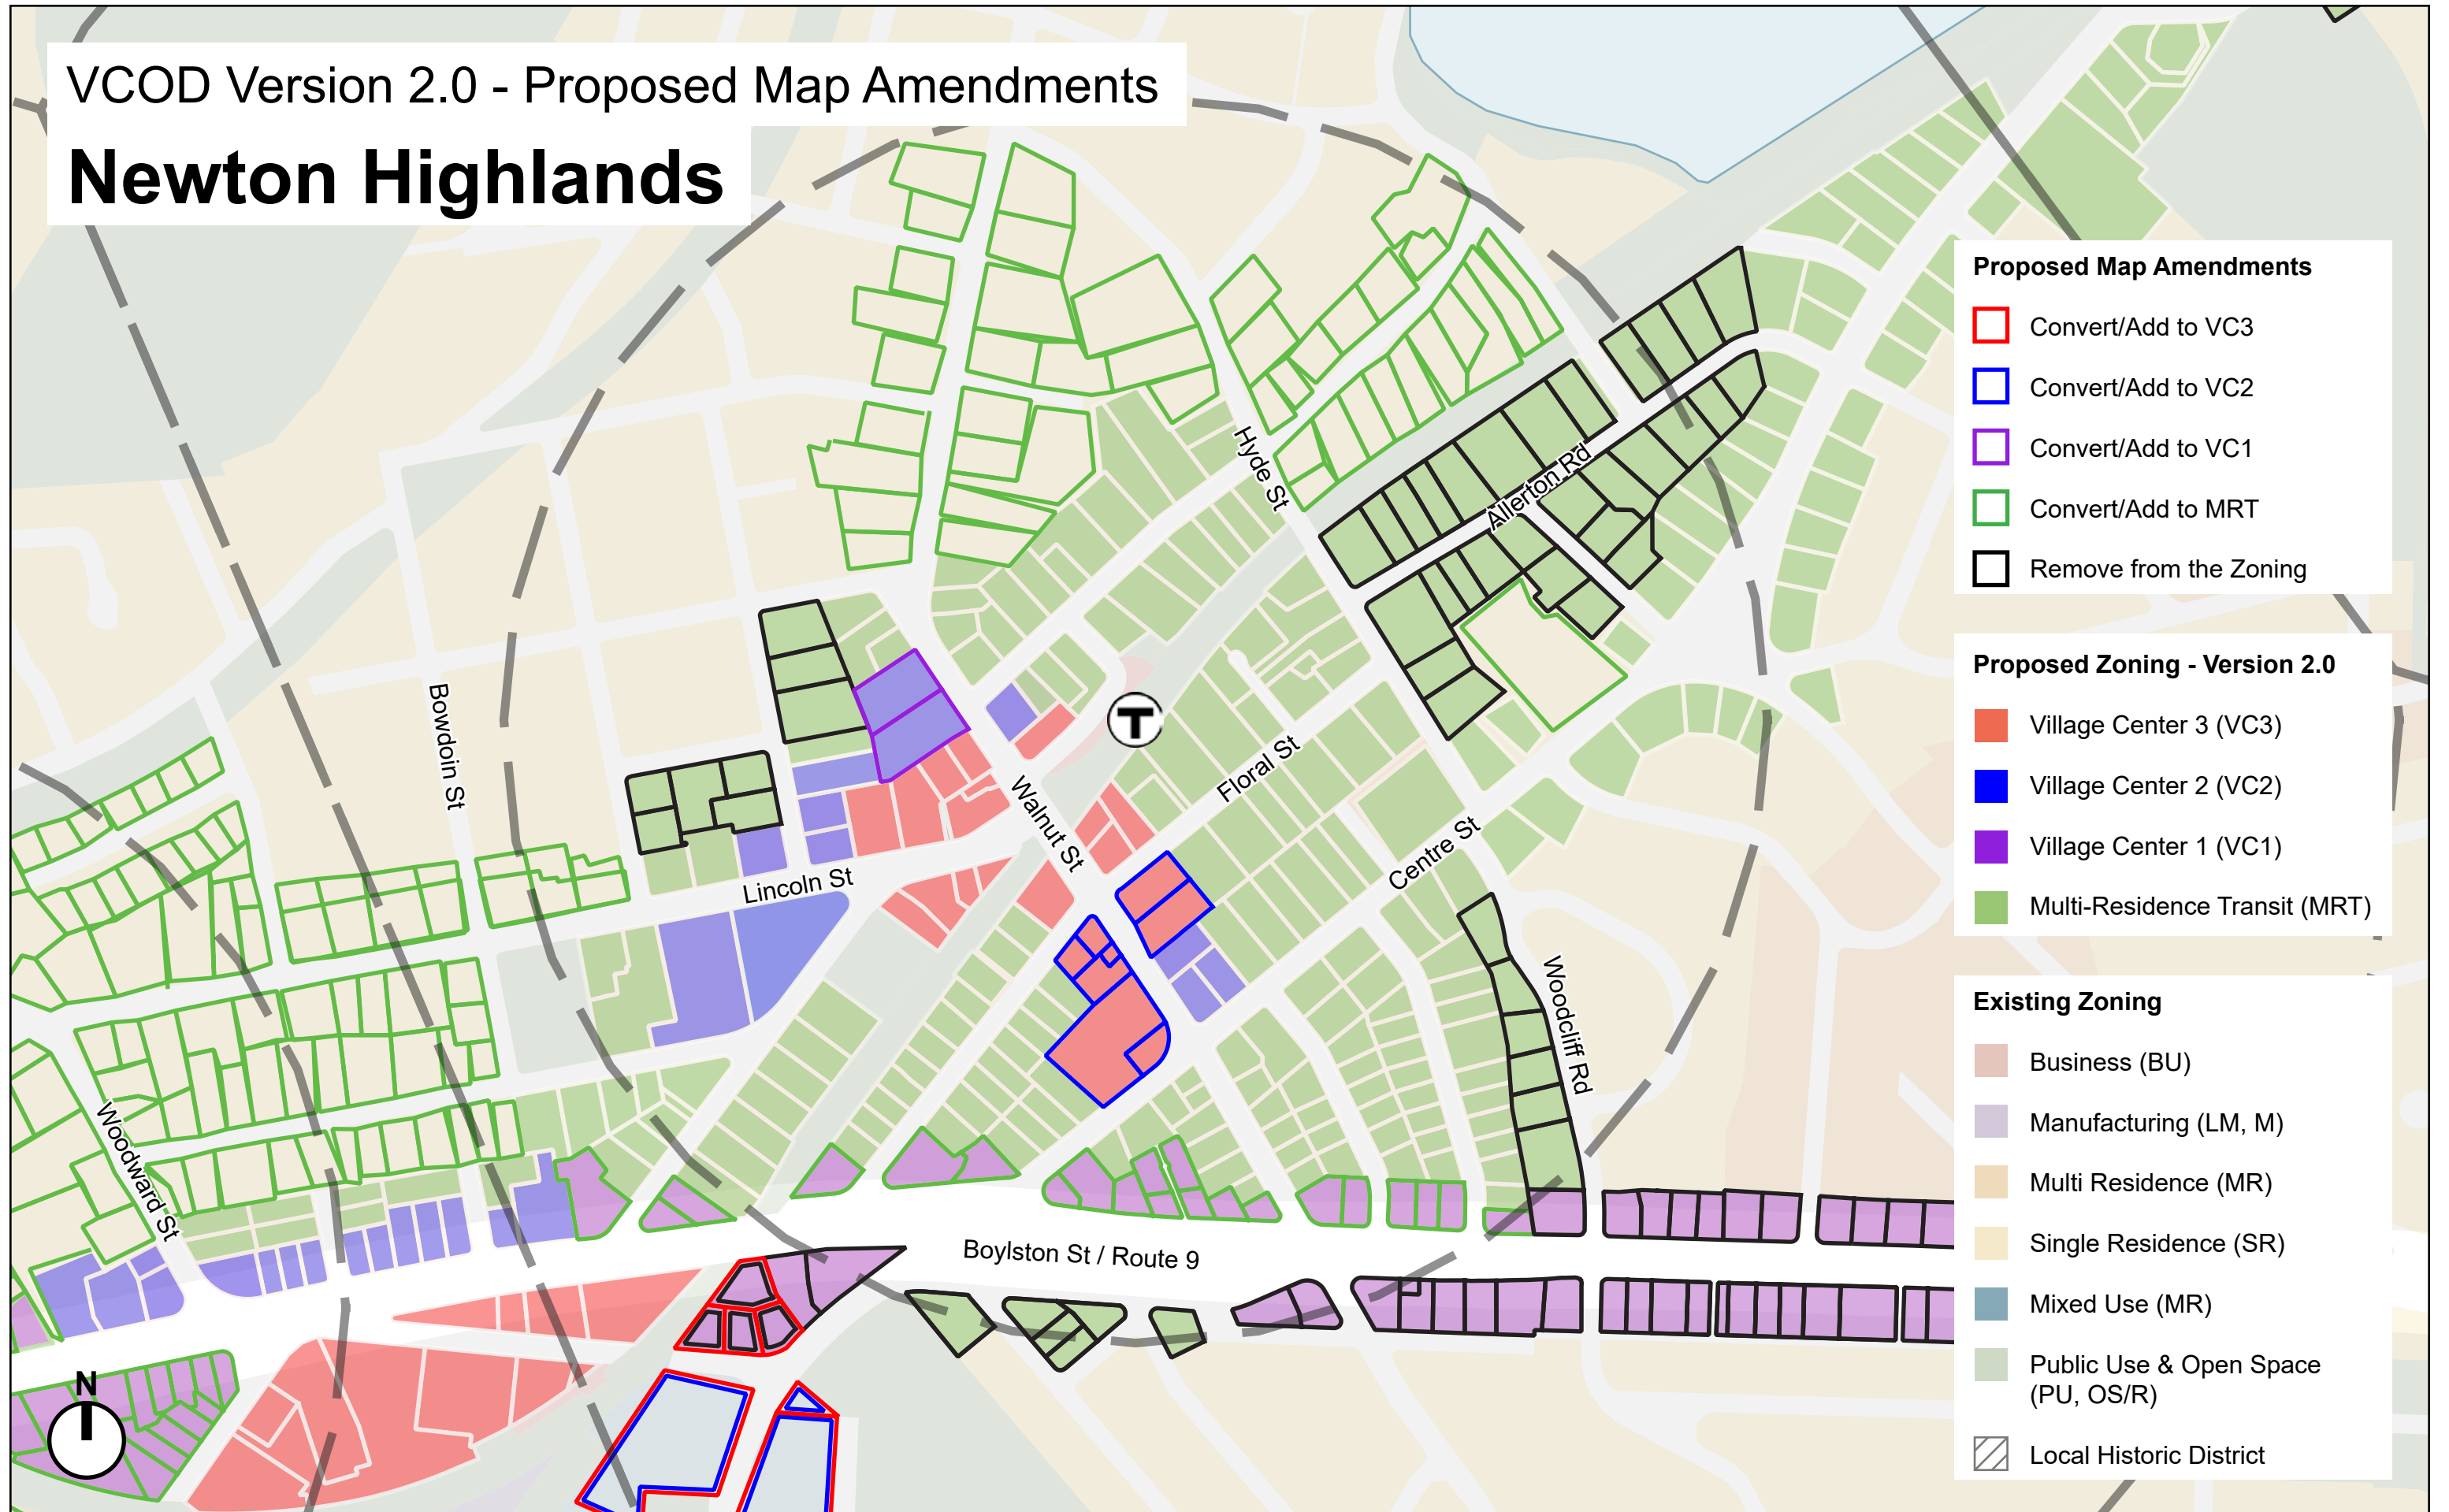 VCOD Version 2.0 - Proposed Map Amendments
Newton Highlands
Proposed Map Amendments
Convert/Add to VC3
Convert/Add to VC2
Convert/Add to VC1
Convert/Add to MRT
Remove from the Zoning
Proposed Zoning - Version 2.0
Village Center 3 (VC3)
Village Center 2 (VC2)
Village Center 1 (VC1)
Multi-Residence Transit (MRT)
Existing Zoning
Business (BU)
Manufacturing (LM, M)
Multi Residence (MR)
Single Residence (SR)
Mixed Use (MR)
Public Use & Open Space
(PU, OS/R)
Local Historic District
Hyde St
Allerton Rd
Bowdoin St
T
Floral St
Walnut St
Centre St
Lincoln St
Woodcliff Rd
Woodward St
Boylston St / Route 9
N